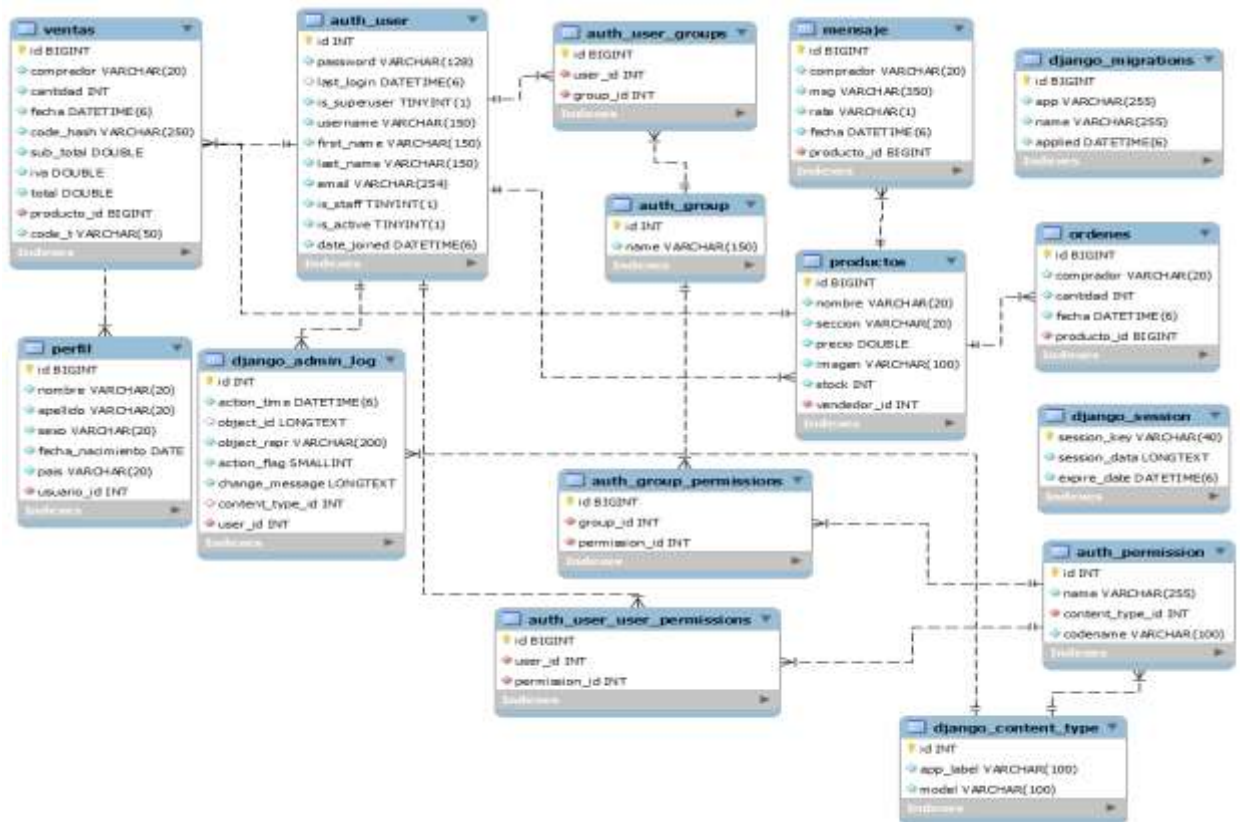 ventas
id BIGINT
comprador VARCHAR(20)
cantidad INT
fecha DATETIME(6)
code_hash VARCHAR(250)
sub_total DOUBLE
iva DOUBLE
total DOUBLE
producto_id BIGINT
code_t VARCHAR(50)
Indexes
auth_user
id INT
password VARCHAR(128)
last_login DATETIME(6)
is_superuser TINYINT(1)
username VARCHAR(150)
first_name VARCHAR(150)
last_name VARCHAR(150)
email VARCHAR(254)
is_staff TINYINT(1)
is_active TINYINT(1)
date_joined DATETIME(6)
Indexes
auth_user_groups
id BIGINT
user_id INT
group_id INT
Indexes
mensaje
id BIGINT
comprador VARCHAR(20)
msg VARCHAR(350)
rate VARCHAR(1)
fecha DATETIME(6)
producto_id BIGINT
Indexes
django_migrations
id BIGINT
app VARCHAR(255)
name VARCHAR(255)
applied DATETIME(6)
Indexes
auth_group
id INT
name VARCHAR(150)
Indexes
productos
id BIGINT
nombre VARCHAR(20)
seccion VARCHAR(20)
precio DOUBLE
imagen VARCHAR(100)
stock INT
vendedor_id INT
Indexes
ordenes
id BIGINT
comprador VARCHAR(20)
cantidad INT
fecha DATETIME(6)
producto_id BIGINT
Indexes
perfil
id BIGINT
nombre VARCHAR(20)
apellido VARCHAR(20)
sexo VARCHAR(20)
fecha_nacimiento DATE
pais VARCHAR(20)
usuario_id INT
Indexes
django_admin_log
id INT
action_time DATETIME(6)
object_id LONGTEXT
object_repr VARCHAR(200)
action_flag SMALLINT
change_message LONGTEXT
content_type_id INT
user_id INT
Indexes
django_session
session_key VARCHAR(40)
session_data LONGTEXT
expire_date DATETIME(6)
Indexes
auth_group_permissions
id BIGINT
group_id INT
permission_id INT
Indexes
auth_permission
id INT
name VARCHAR(255)
content_type_id INT
codename VARCHAR(100)
Indexes
auth_user_user_permissions
id BIGINT
user_id INT
permission_id INT
Indexes
django_content_type
id INT
app_label VARCHAR(100)
model VARCHAR(100)
Indexes